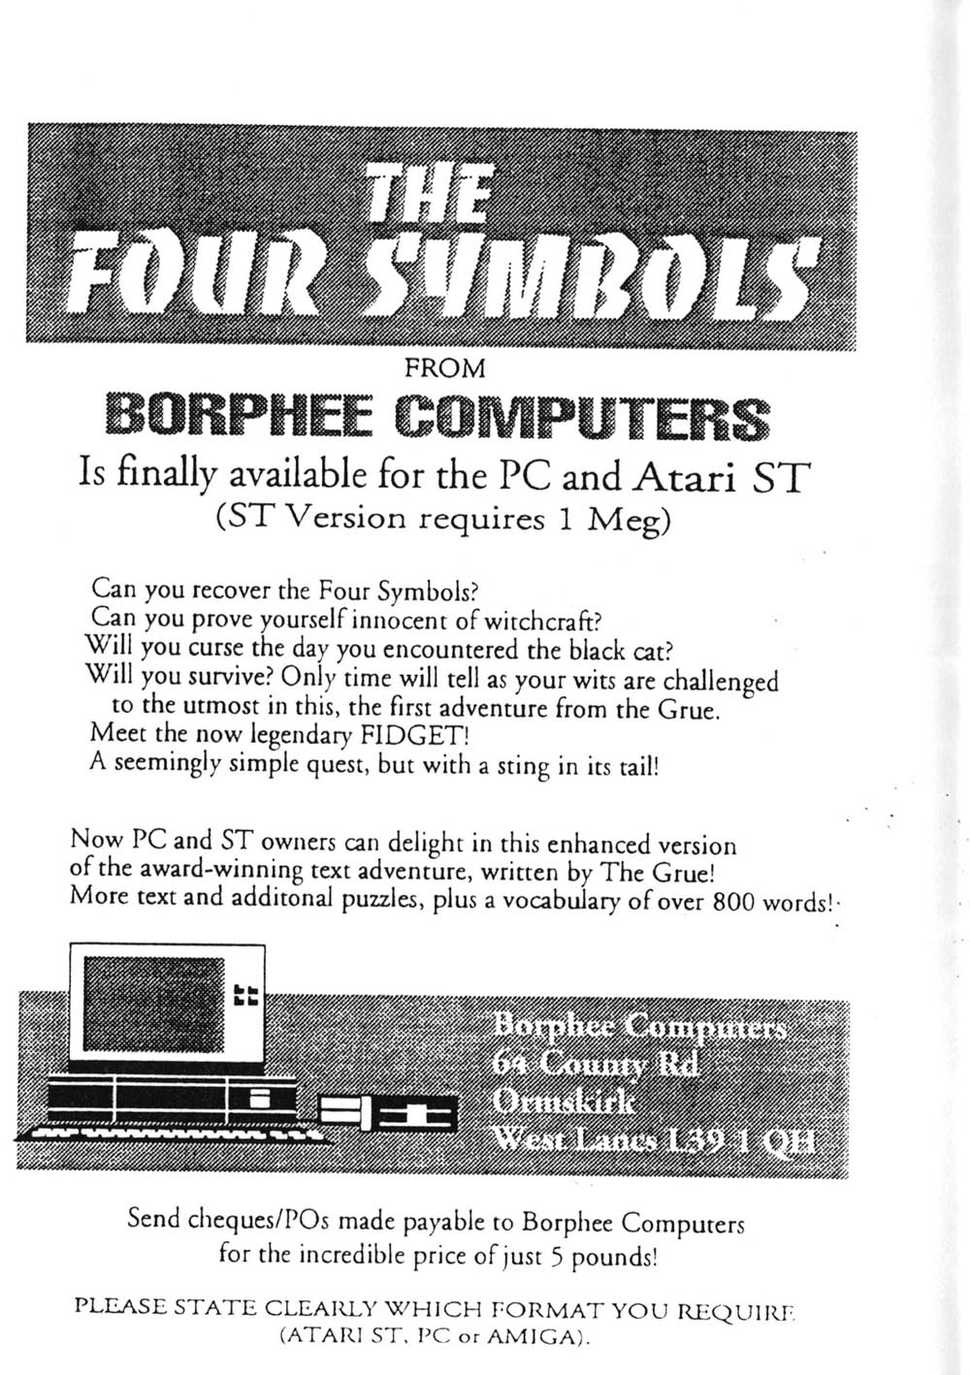 THE
FOUR SYMBOLS
FROM
BORPHEE COMPUTERS
Is finally available for the PC and Atari ST
(ST Version requires 1 Meg)
Can you recover the Four Symbols?
Can you prove yourself innocent of witchcraft?
Will you curse the day you encountered the black cat?
Will you survive? Only time will tell as your wits are challenged
to the utmost in this, the first adventure from the Grue.
Meet the now legendary FIDGET!
A seemingly simple quest, but with a sting in its tail!
Now PC and ST owners can delight in this enhanced version
of the award-winning text adventure, written by The Grue!
More text and additonal puzzles, plus a vocabulary of over 800 words!
Borphee Computers
64 County Rd
Ormskirk
West Lancs L39 1 QH
Send cheques/POs made payable to Borphee Computers
for the incredible price of just 5 pounds!
PLEASE STATE CLEARLY WHICH FORMAT YOU REQUIRE
(ATARI ST, PC or AMIGA).